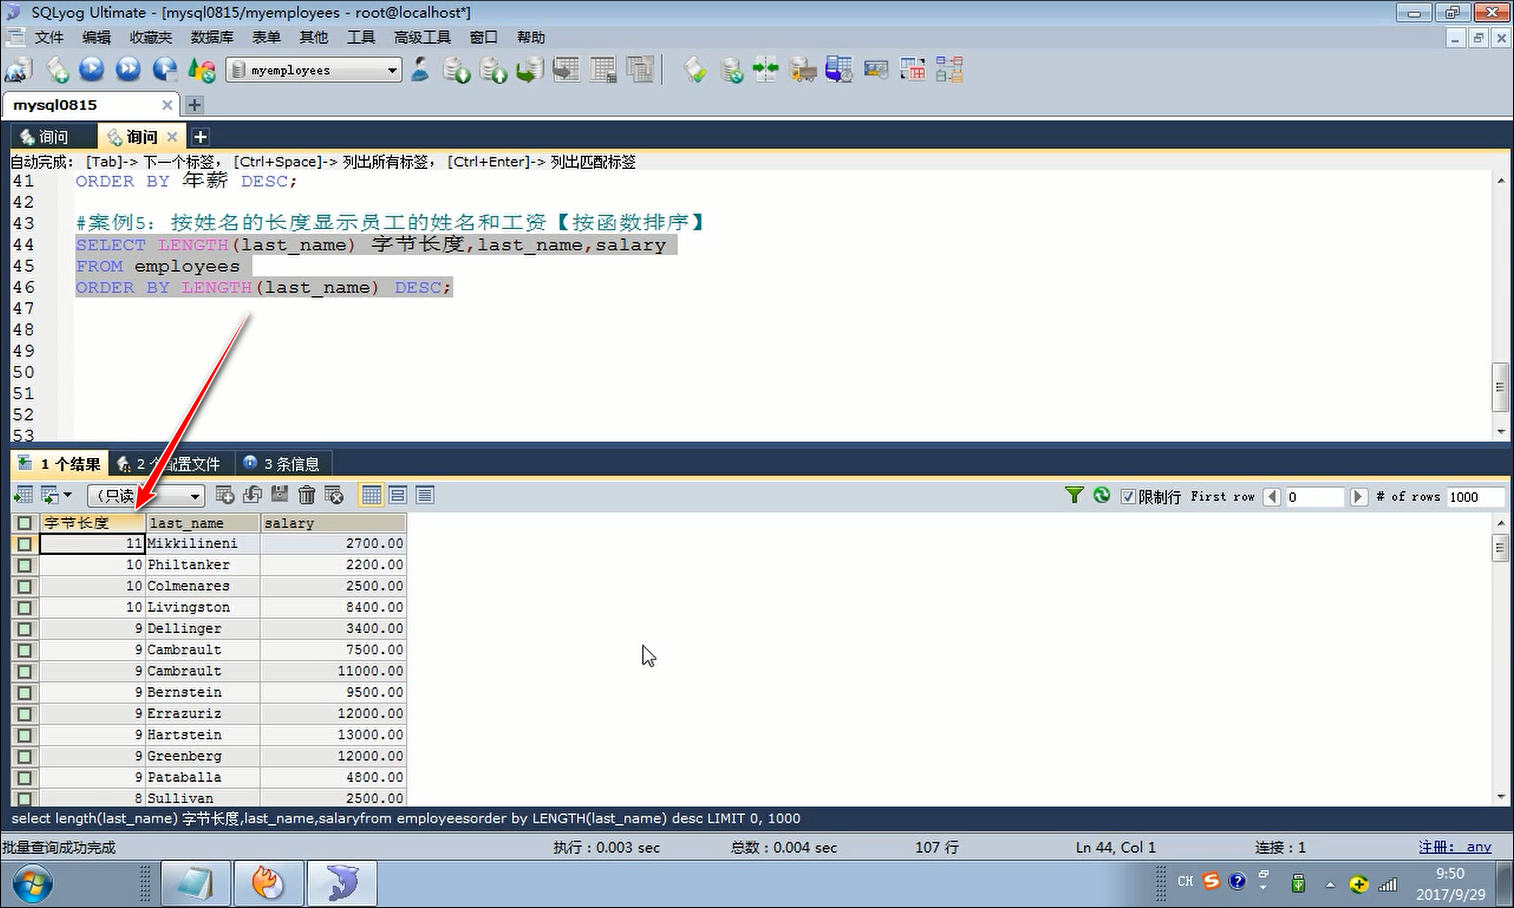 SQLyog Ultimate - [mysql0815/myemployees - root@localhost*]
文件 编辑 收藏夹 数据库 表单 其他 工具 高级工具 窗口 帮助
myemployees
mysql0815
询问 询问
自动完成: [Tab]-> 下一个标签, [Ctrl+Space]-> 列出所有标签, [Ctrl+Enter]-> 列出匹配标签
41 ORDER BY 年薪 DESC;
42
43 #案例5: 按姓名的长度显示员工的姓名和工资【按函数排序】
44 SELECT LENGTH(last_name) 字节长度,last_name,salary
45 FROM employees
46 ORDER BY LENGTH(last_name) DESC;
47
48
49
50
51
52
53
1 个结果 2 个配置文件 3 条信息
(只读 限制行 First row 0 # of rows 1000
字节长度 last_name salary
11 Mikkilineni 2700.00
10 Philtanker 2200.00
10 Colmenares 2500.00
10 Livingston 8400.00
9 Dellinger 3400.00
9 Cambrault 7500.00
9 Cambrault 11000.00
9 Bernstein 9500.00
9 Errazuriz 12000.00
9 Hartstein 13000.00
9 Greenberg 12000.00
9 Pataballa 4800.00
8 Sullivan 2500.00
select length(last_name) 字节长度,last_name,salaryfrom employeesorder by LENGTH(last_name) desc LIMIT 0, 1000
批量查询成功完成 执行 : 0.003 sec 总数 : 0.004 sec 107 行 Ln 44, Col 1 连接 : 1 注册: any
CH 9:50
2017/9/29